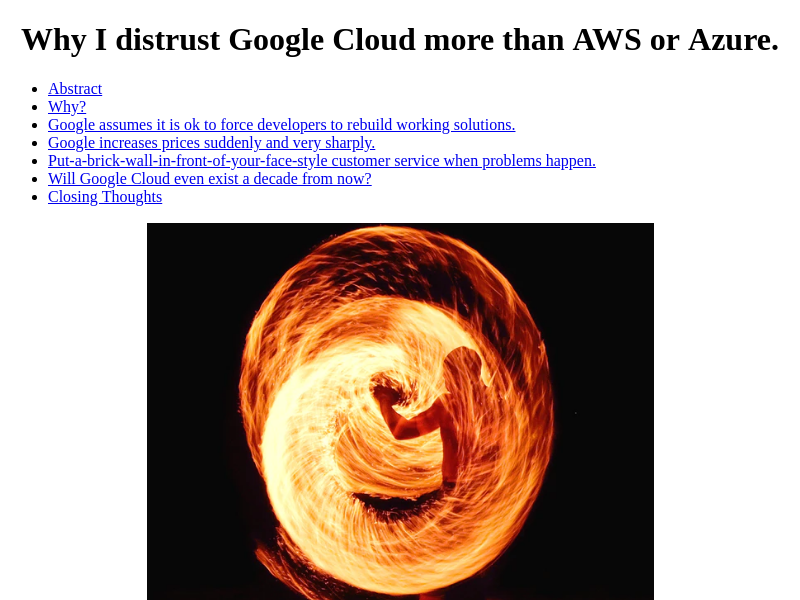 Why I distrust Google Cloud more than AWS or Azure.
Abstract
Why?
Google assumes it is ok to force developers to rebuild working solutions.
Google increases prices suddenly and very sharply.
Put-a-brick-wall-in-front-of-your-face-style customer service when problems happen.
Will Google Cloud even exist a decade from now?
Closing Thoughts